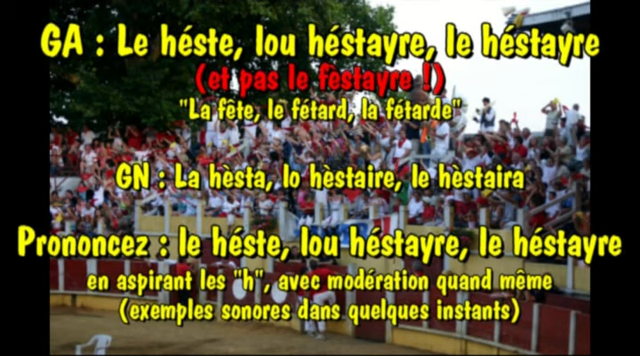 GA : Le héste, lou héstayre, le héstayre
(et pas le fèstayre !)
"La fête, le fêtard, la fétarde"
GN : La hèsta, lo hèstaire, le hèstaira
Prononcez : le héste, lou héstayre, le héstayre
en aspirant les "h", avec modération quand même
(exemples sonores dans quelques instants)